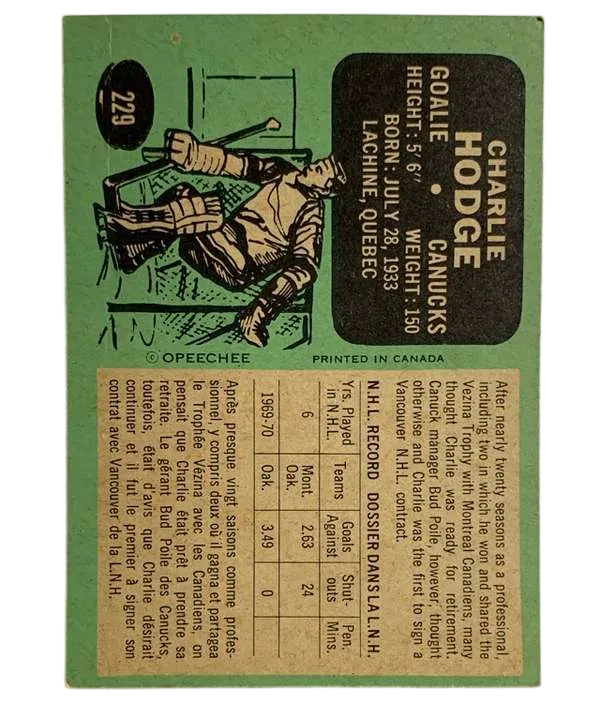 CHARLIE
HODGE
GOALIE • CANUCKS
HEIGHT: 5'6" WEIGHT: 150
BORN: JULY 28, 1933
LACHINE, QUEBEC
229
© OPEECHEE PRINTED IN CANADA
After nearly twenty seasons as a professional,
including two in which he won and shared the
Vezina Trophy with Montreal Canadiens, many
thought Charlie was ready for retirement.
Canuck manager Bud Poile, however, thought
otherwise and Charlie was the first to sign a
Vancouver N.H.L. contract.
N.H.L. RECORD DOSSIER DANS LA L.N.H.
Yrs. Played Teams Goals Shut- Pen.
in N.H.L. Against outs Mins.
6 Mont. 2.63 24
Oak.
1969-70 Oak. 3.49 0
Après presque vingt saisons comme profes-
sionnel, y compris deux où il gagna et partagea
le Trophée Vézina avec les Canadiens, on
pensait que Charlie était prêt à prendre sa
retraite. Le gérant Bud Poile des Canucks,
toutefois, était d'avis que Charlie désirait
continuer et il fut le premier à signer son
contrat avec Vancouver de la L.N.H.